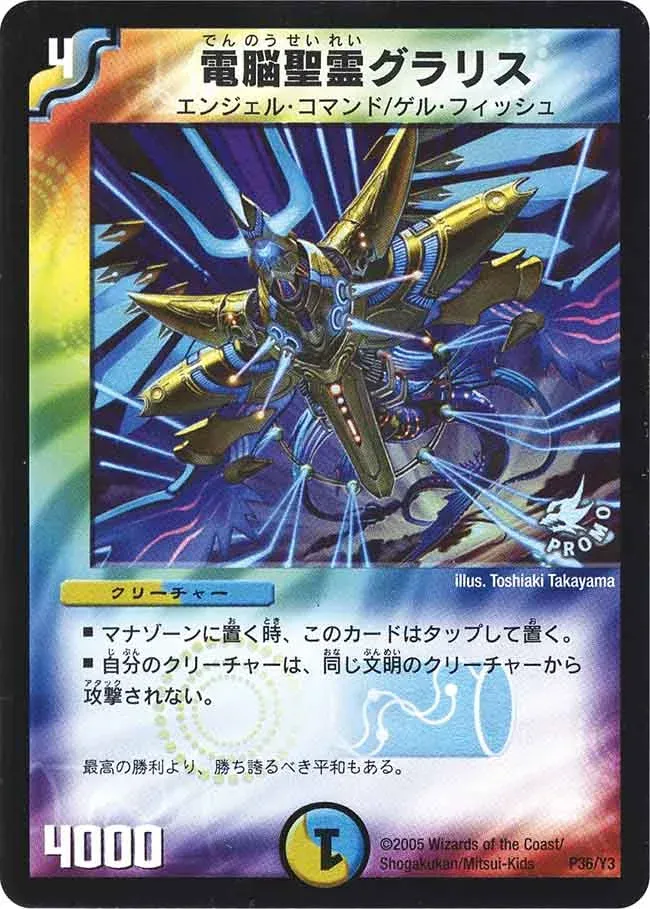 4
でんのうせいれい
電脳聖霊グラリス
エンジェル・コマンド/ゲル・フィッシュ
PROMO
illus. Toshiaki Takayama
クリーチャー
■ マナゾーンに置く時、このカードはタップして置く。
■ 自分のクリーチャーは、同じ文明のクリーチャーから
攻撃されない。
最高の勝利より、勝ち誇るべき平和もある。
4000
1
©2005 Wizards of the Coast/
Shogakukan/Mitsui-Kids
P36/Y3